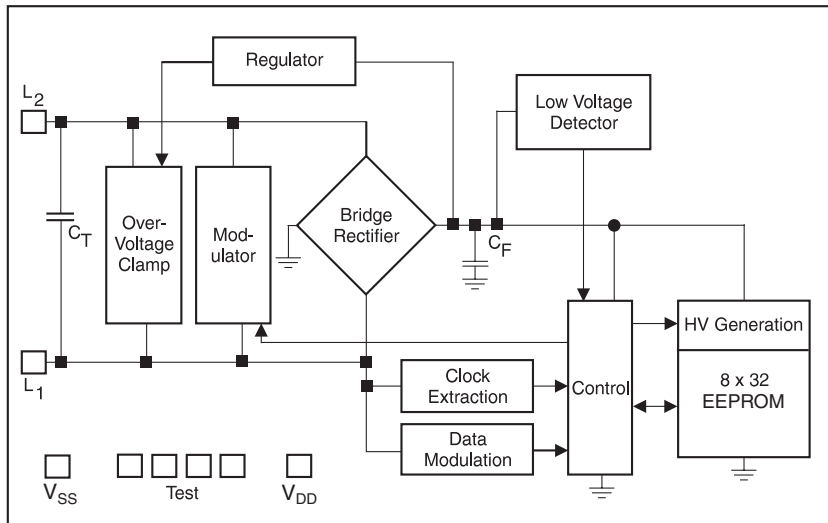 Regulator
L2
Low Voltage
Detector
CT
Over-
Voltage
Clamp
Mod-
ulator
Bridge
Rectifier
CF
HV Generation
L1
Clock
Extraction
Control
8 x 32
EEPROM
Data
Modulation
VSS
Test
VDD